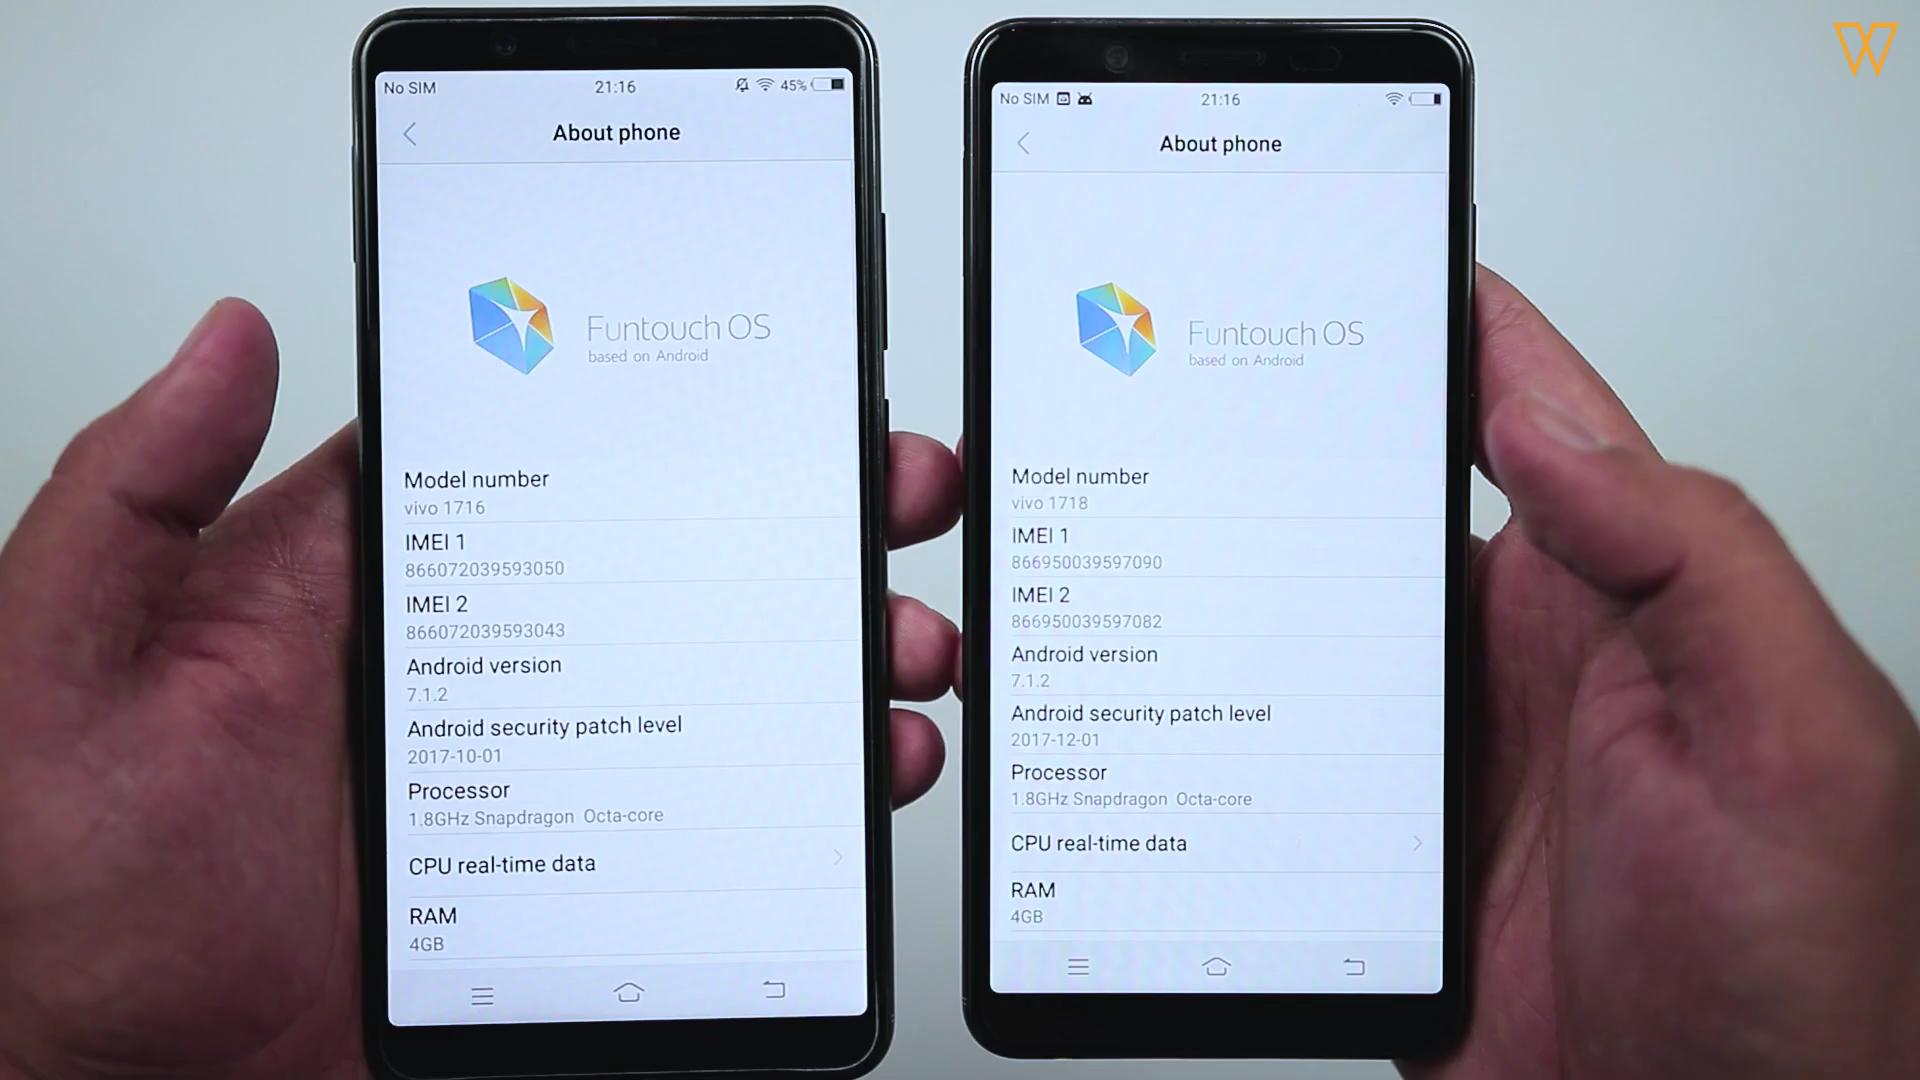 No SIM 21:16 45%
About phone
Funtouch OS
based on Android
Model number
vivo 1716
IMEI 1
866072039593050
IMEI 2
866072039593043
Android version
7.1.2
Android security patch level
2017-10-01
Processor
1.8GHz Snapdragon Octa-core
CPU real-time data
RAM
4GB
No SIM 21:16
About phone
Funtouch OS
based on Android
Model number
vivo 1718
IMEI 1
866950039597090
IMEI 2
866950039597082
Android version
7.1.2
Android security patch level
2017-12-01
Processor
1.8GHz Snapdragon Octa-core
CPU real-time data
RAM
4GB
W